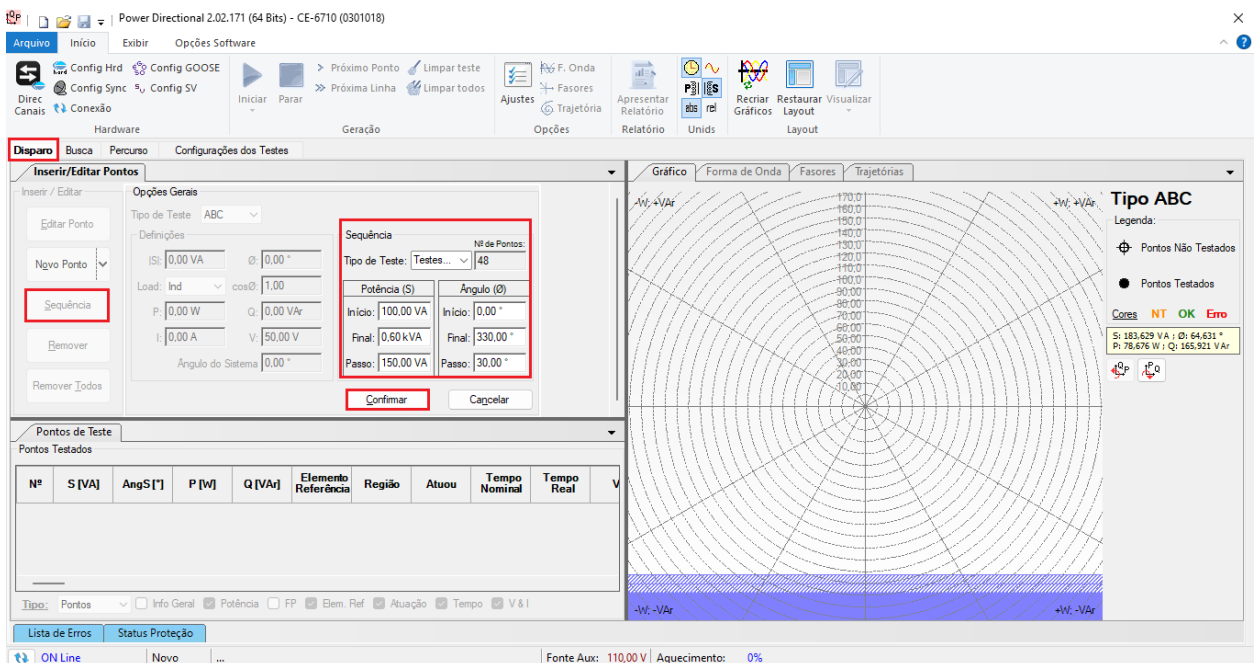 Power Directional 2.02.171 (64 Bits) - CE-6710 (0301018)
Arquivo Início Exibir Opções Software
Config Hrd Config GOOSE
Config Sync Config SV
Direc Canais Conexão
Hardware
Iniciar Parar
Próximo Ponto Limpar teste
Próxima Linha Limpar todos
Geração
Ajustes
F. Onda
Fasores
Trajetória
Opções
Apresentar Relatório
Relatório
abs rel
Unids
Recriar Gráficos Restaurar Layout Visualizar
Layout
Disparo Busca Percurso Configurações dos Testes
Inserir/Editar Pontos
Inserir / Editar
Editar Ponto
Novo Ponto
Sequência
Remover
Remover Todos
Opções Gerais
Tipo de Teste ABC
Definições
ISI: 0,00 VA Ø: 0,00 °
Load: Ind cosØ: 1,00
P: 0,00 W Q: 0,00 VAr
I: 0,00 A V: 50,00 V
Ângulo do Sistema 0,00 °
Sequência
Nº de Pontos:
Tipo de Teste: Testes... 48
Potência (S) Ângulo (Ø)
Início: 100,00 VA Início: 0,00 °
Final: 0,60 kVA Final: 330,00 °
Passo: 150,00 VA Passo: 30,00 °
Confirmar Cancelar
Pontos de Teste
Pontos Testados
Nº S [VA] AngS [°] P [W] Q [VAr] Elemento Referência Região Atuou Tempo Nominal Tempo Real V
Tipo: Pontos Info Geral Potência FP Elem. Ref Atuação Tempo V & I
Gráfico Forma de Onda Fasores Trajetórias
-W; +VAr
+W; +VAr
170,0
160,0
150,0
140,0
130,0
120,0
110,0
100,0
90,00
80,00
70,00
60,00
50,00
40,00
30,00
20,00
10,00
-W; -VAr
+W; -VAr
Tipo ABC
Legenda:
Pontos Não Testados
Pontos Testados
Cores NT OK Erro
S: 183,629 VA ; Ø: 64,631 °
P: 78,676 W ; Q: 165,921 VAr
Lista de Erros Status Proteção
ON Line Novo ... Fonte Aux: 110,00 V Aquecimento: 0%